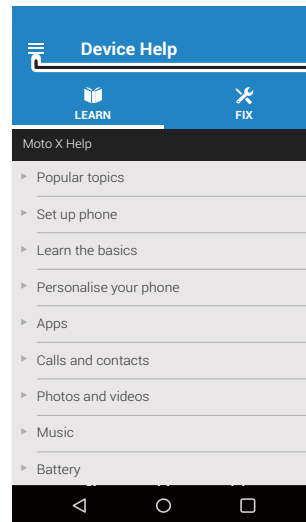 Device Help
LEARN
FIX
Moto X Help
Popular topics
Set up phone
Learn the basics
Personalise your phone
Apps
Calls and contacts
Photos and videos
Music
Battery